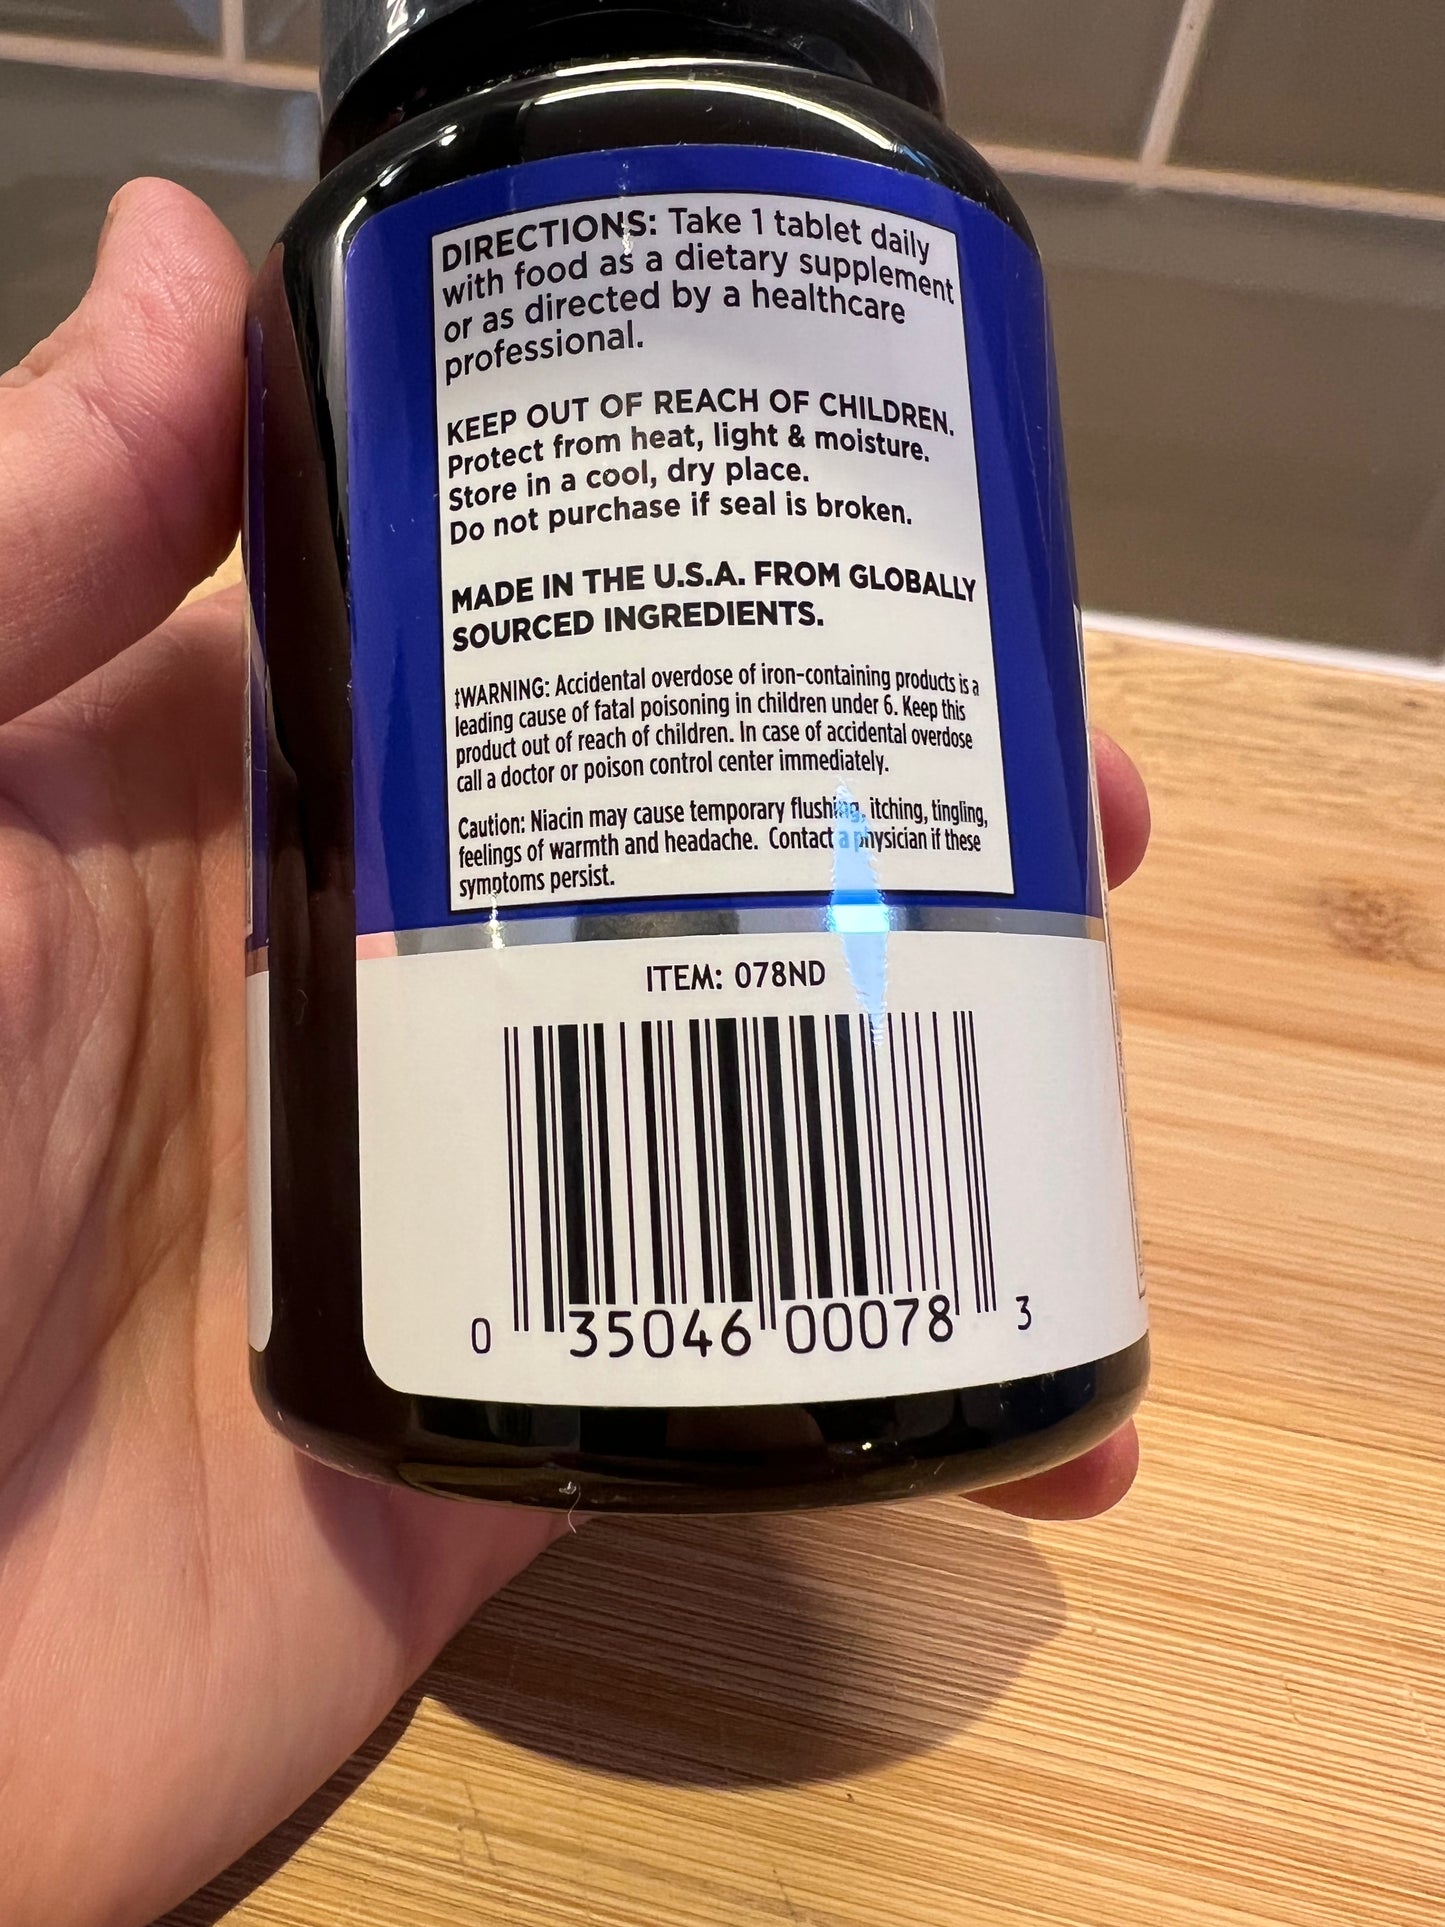 DIRECTIONS: Take 1 tablet daily
with food as a dietary supplement
or as directed by a healthcare
professional.
KEEP OUT OF REACH OF CHILDREN.
Protect from heat, light & moisture.
Store in a cool, dry place.
Do not purchase if seal is broken.
MADE IN THE U.S.A. FROM GLOBALLY
SOURCED INGREDIENTS.
‡WARNING: Accidental overdose of iron-containing products is a
leading cause of fatal poisoning in children under 6. Keep this
product out of reach of children. In case of accidental overdose
call a doctor or poison control center immediately.
Caution: Niacin may cause temporary flushing, itching, tingling,
feelings of warmth and headache. Contact a physician if these
symptoms persist.
ITEM: 078ND
0 35046 00078 3